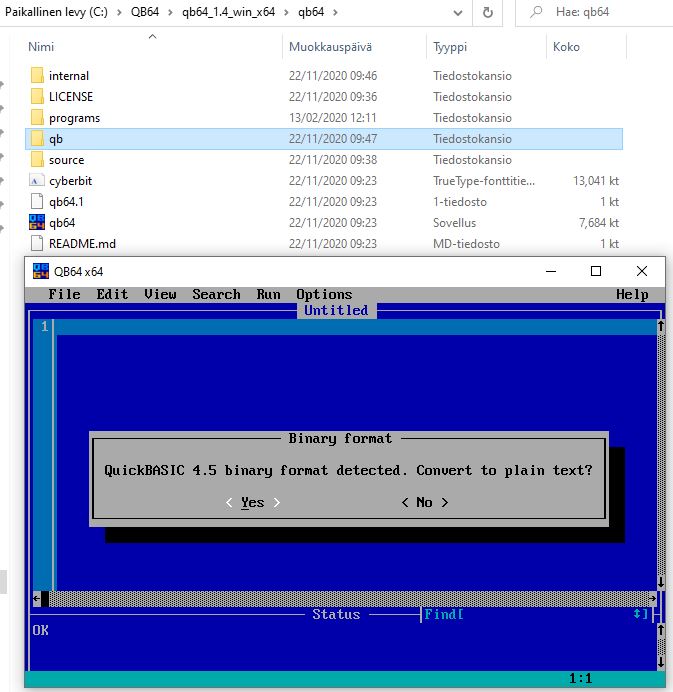 Paikallinen levy (C:) > QB64 > qb64_1.4_win_x64 > qb64 > Hae: qb64
Nimi Muokkauspäivä Tyyppi Koko
internal 22/11/2020 09:46 Tiedostokansio
LICENSE 22/11/2020 09:36 Tiedostokansio
programs 13/02/2020 12:11 Tiedostokansio
qb 22/11/2020 09:47 Tiedostokansio
source 22/11/2020 09:38 Tiedostokansio
cyberbit 22/11/2020 09:23 TrueType-fonttitie... 13,041 kt
qb64.1 22/11/2020 09:23 1-tiedosto 1 kt
qb64 22/11/2020 09:23 Sovellus 7,684 kt
README.md 22/11/2020 09:23 MD-tiedosto 1 kt
QB64 x64
File Edit View Search Run Options Help
Untitled
1
Binary format
QuickBASIC 4.5 binary format detected. Convert to plain text?
< Yes > < No >
Status Find[ ]
OK
1:1